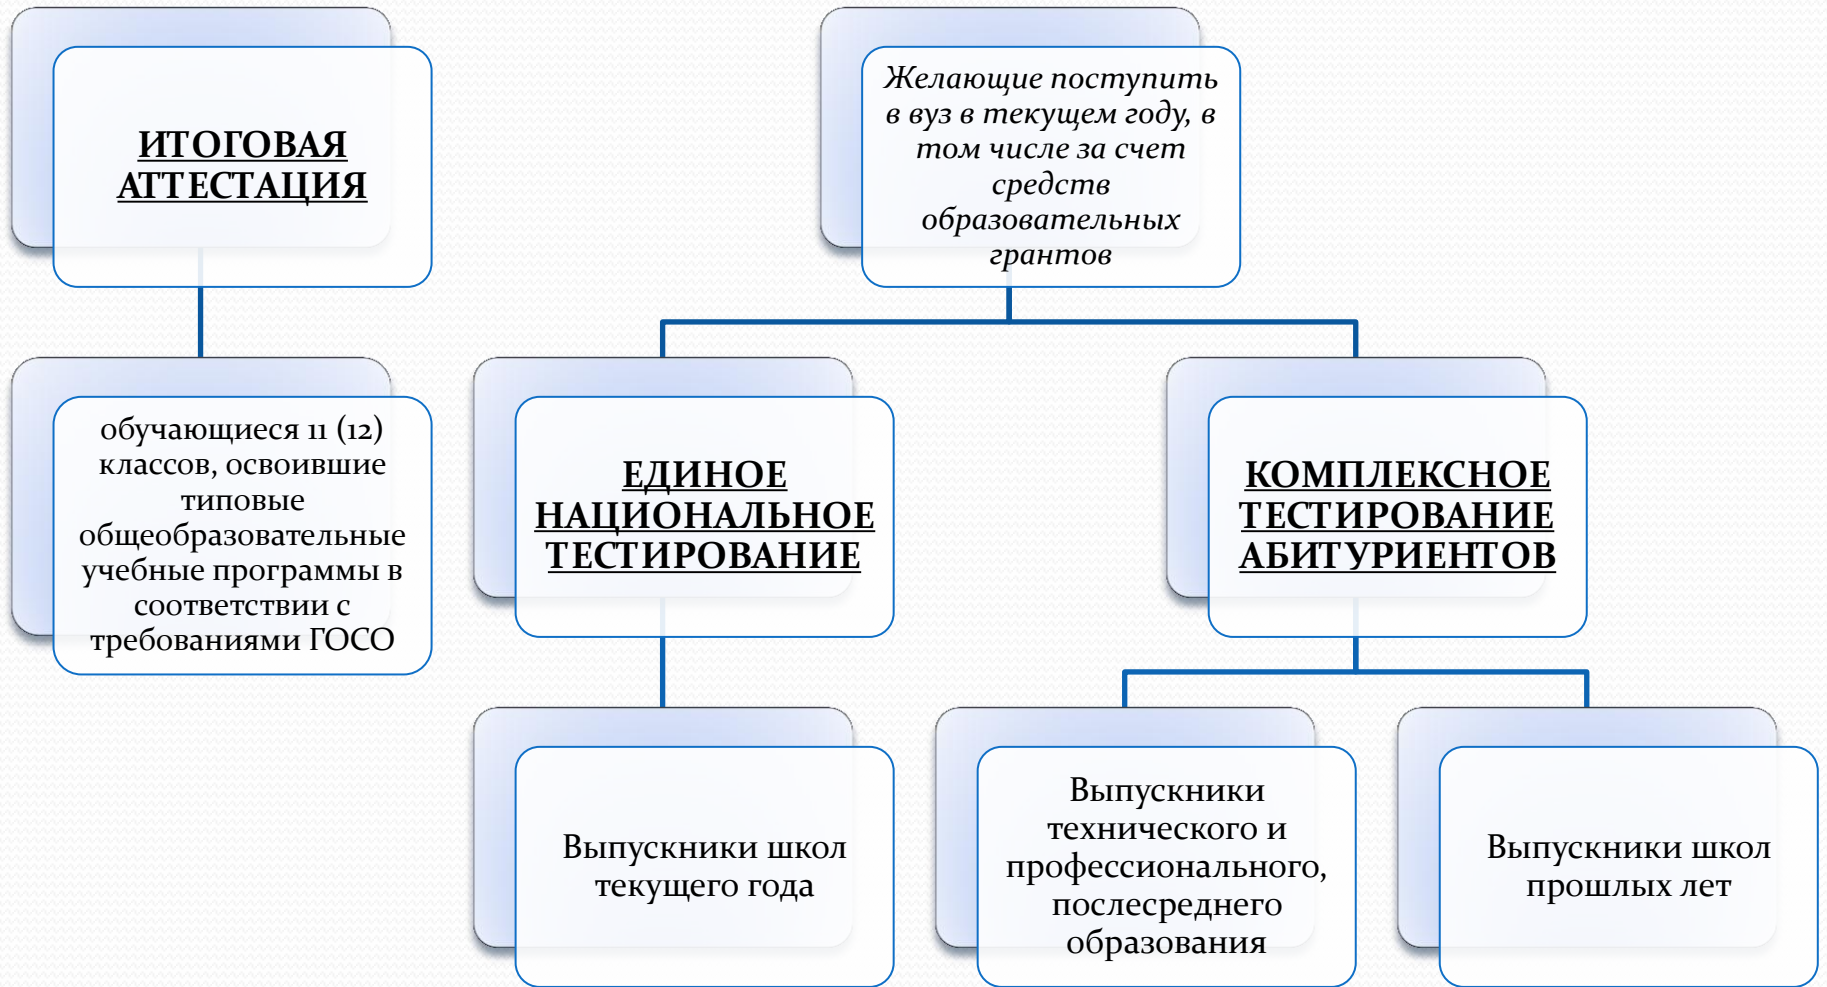 ИТОГОВАЯ
АТТЕСТАЦИЯ
Желающие поступить
в вуз в текущем году, в
том числе за счет
средств
образовательных
грантов
обучающиеся 11 (12)
классов, освоившие
типовые
общеобразовательные
учебные программы в
соответствии с
требованиями ГОСО
ЕДИНОЕ
НАЦИОНАЛЬНОЕ
ТЕСТИРОВАНИЕ
КОМПЛЕКСНОЕ
ТЕСТИРОВАНИЕ
АБИТУРИЕНТОВ
Выпускники школ
текущего года
Выпускники
технического и
профессионального,
послесреднего
образования
Выпускники школ
прошлых лет